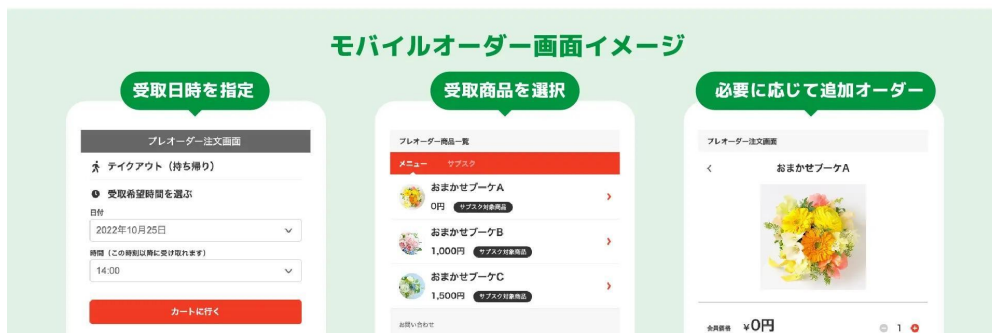 モバイルオーダー画面イメージ
受取日時を指定
プレオーダー注文画面
テイクアウト（持ち帰り）
受取希望時間を選ぶ
日付
2022年10月25日
時間（この時刻以降に受け取れます）
14:00
カートに行く
受取商品を選択
プレオーダー商品一覧
メニュー サブスク
おまかせブーケA
0円 サブスク対象商品
おまかせブーケB
1,000円 サブスク対象商品
おまかせブーケC
1,500円 サブスク対象商品
お問い合わせ
必要に応じて追加オーダー
プレオーダー注文画面
おまかせブーケA
会員価格 ¥0円 1